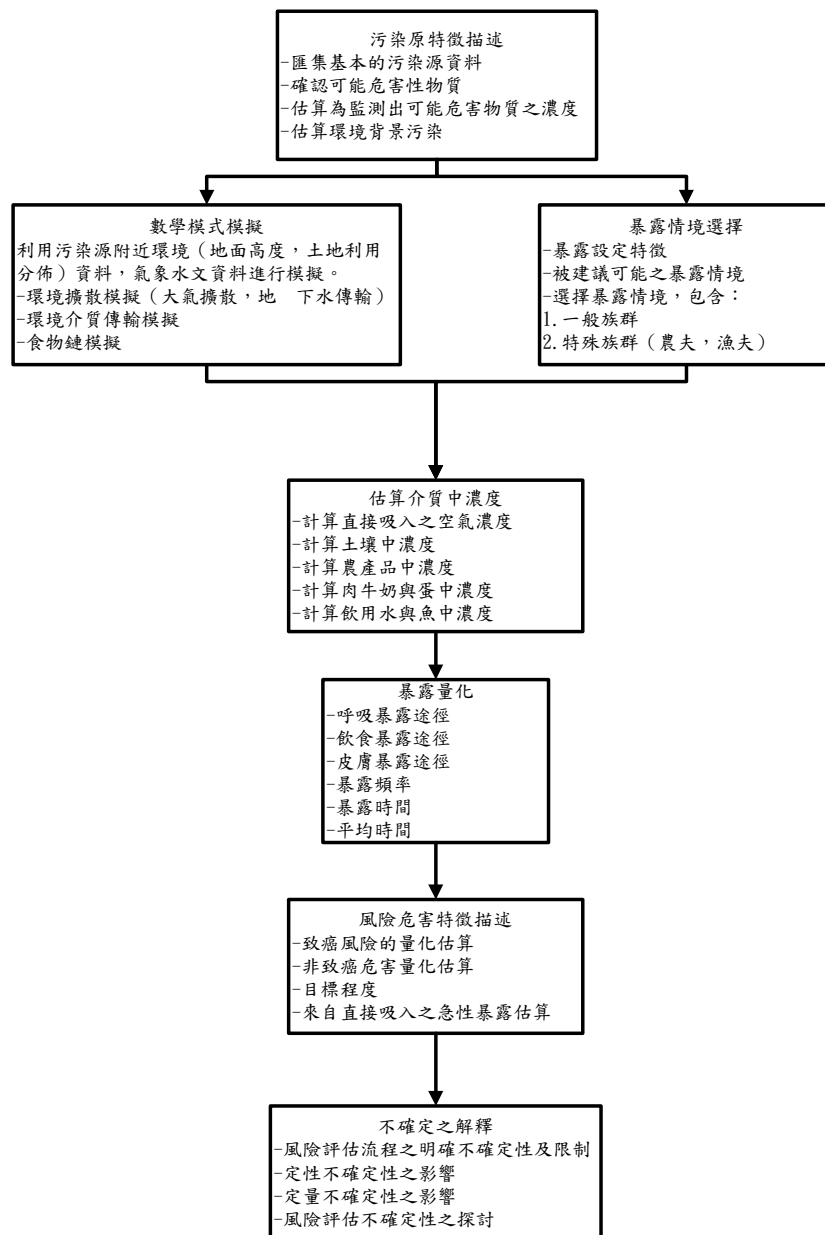 污染原特徵描述
-匯集基本的污染源資料
-確認可能危害性物質
-估算為監測出可能危害物質之濃度
-估算環境背景污染
數學模式模擬
利用污染源附近環境（地面高度，土地利用
分佈）資料，氣象水文資料進行模擬。
-環境擴散模擬（大氣擴散，地　下水傳輸）
-環境介質傳輸模擬
-食物鏈模擬
暴露情境選擇
-暴露設定特徵
-被建議可能之暴露情境
-選擇暴露情境，包含：
1.一般族群
2.特殊族群（農夫，漁夫）
估算介質中濃度
-計算直接吸入之空氣濃度
-計算土壤中濃度
-計算農產品中濃度
-計算肉牛奶與蛋中濃度
-計算飲用水與魚中濃度
暴露量化
-呼吸暴露途徑
-飲食暴露途徑
-皮膚暴露途徑
-暴露頻率
-暴露時間
-平均時間
風險危害特徵描述
-致癌風險的量化估算
-非致癌危害量化估算
-目標程度
-來自直接吸入之急性暴露估算
不確定之解釋
-風險評估流程之明確不確定性及限制
-定性不確定性之影響
-定量不確定性之影響
-風險評估不確定性之探討